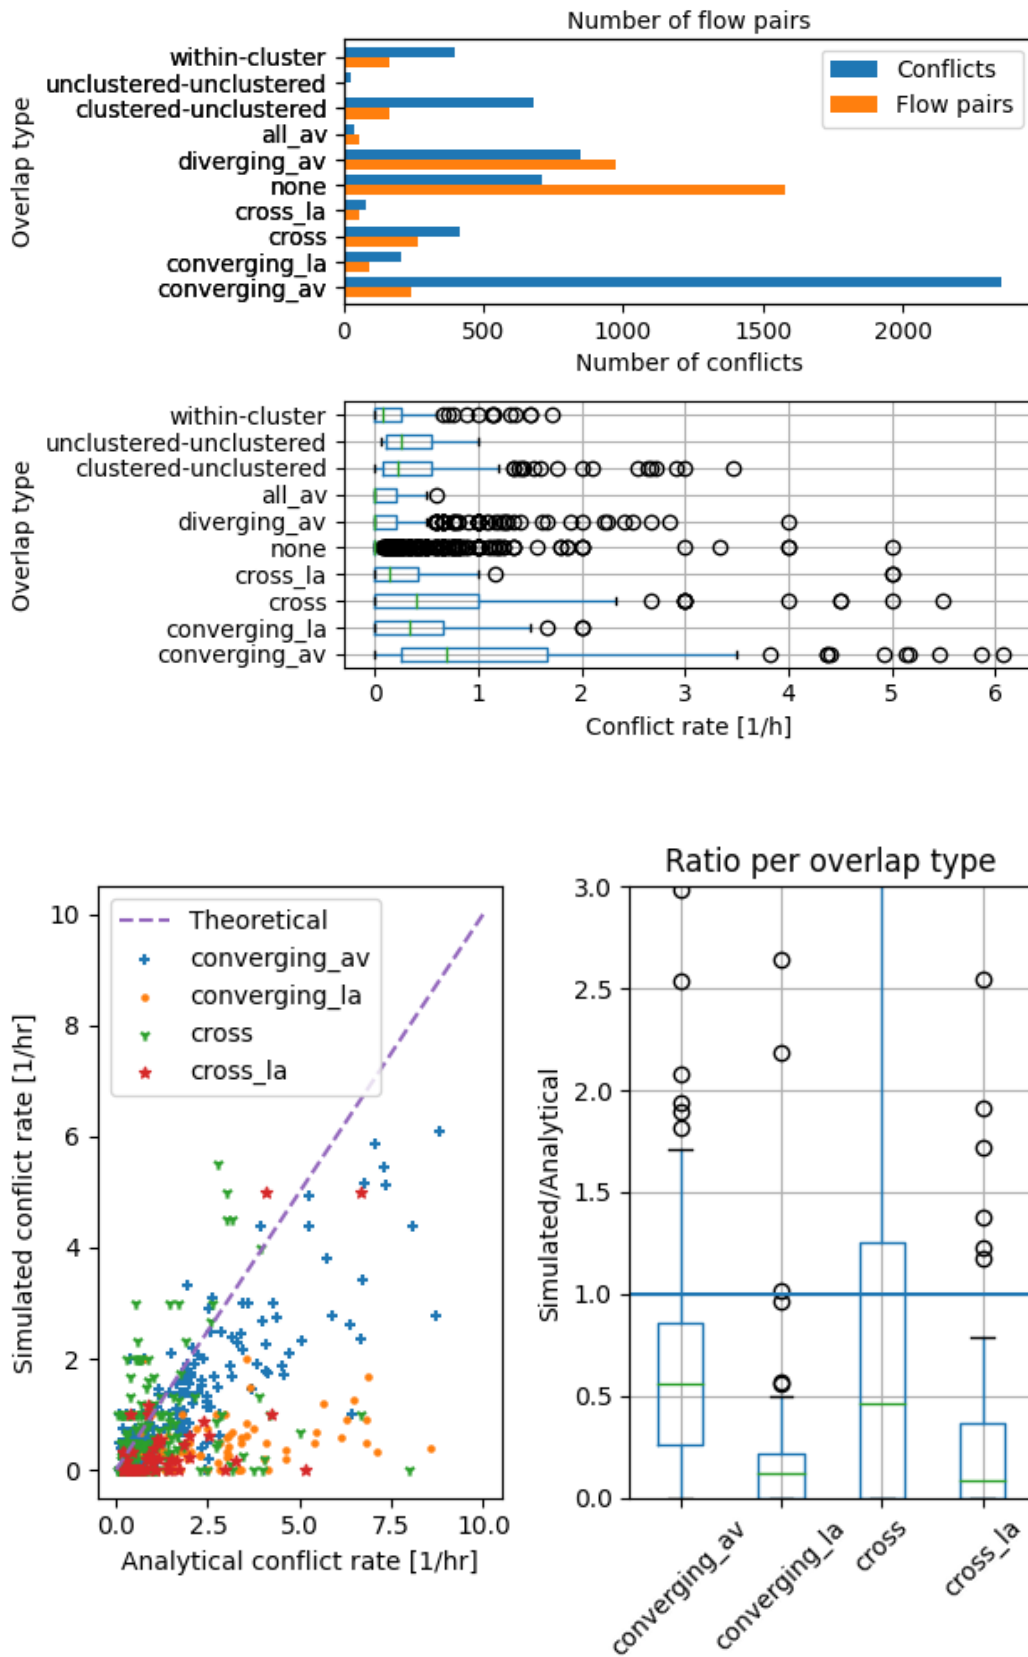 Number of flow pairs
Overlap type
within-cluster
unclustered-unclustered
clustered-unclustered
all_av
diverging_av
none
cross_la
cross
converging_la
converging_av
Conflicts
Flow pairs
0 500 1000 1500 2000
Number of conflicts
Overlap type
within-cluster
unclustered-unclustered
clustered-unclustered
all_av
diverging_av
none
cross_la
cross
converging_la
converging_av
0 1 2 3 4 5 6
Conflict rate [1/h]
Simulated conflict rate [1/hr]
10
8
6
4
2
0
Theoretical
converging_av
converging_la
cross
cross_la
0.0 2.5 5.0 7.5 10.0
Analytical conflict rate [1/hr]
Ratio per overlap type
Simulated/Analytical
3.0
2.5
2.0
1.5
1.0
0.5
0.0
converging_av
converging_la
cross
cross_la